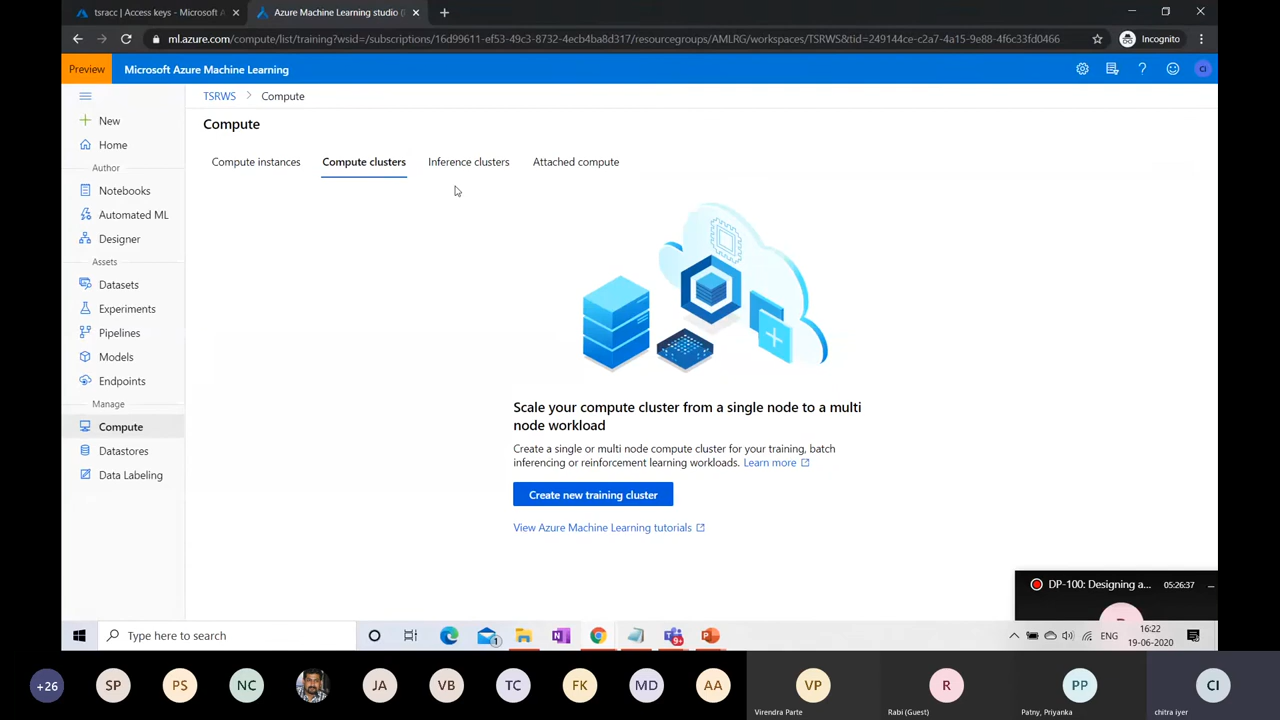 tsracc | Access keys - Microsoft A
Azure Machine Learning studio (
ml.azure.com/compute/list/training?wsid=/subscriptions/16d99611-ef53-49c3-8732-4ecb4ba8d317/resourcegroups/AMLRG/workspaces/TSRWS&tid=249144ce-c2a7-4a15-9e88-4f6c33fd0466
Incognito
Preview
Microsoft Azure Machine Learning
CI
TSRWS > Compute
New
Compute
Home
Author
Compute instances
Compute clusters
Inference clusters
Attached compute
Notebooks
Automated ML
Designer
Assets
Datasets
Experiments
Pipelines
Models
Endpoints
Manage
Compute
Datastores
Data Labeling
Scale your compute cluster from a single node to a multi
node workload
Create a single or multi node compute cluster for your training, batch
inferencing or reinforcement learning workloads. Learn more
Create new training cluster
View Azure Machine Learning tutorials
DP-100: Designing a...
05:26:37
Type here to search
1
9+
ENG
16:22
19-06-2020
+26
SP
PS
NC
JA
VB
TC
FK
MD
AA
VP
Virendra Parte
R
Rabi (Guest)
PP
Patny, Priyanka
CI
chitra iyer